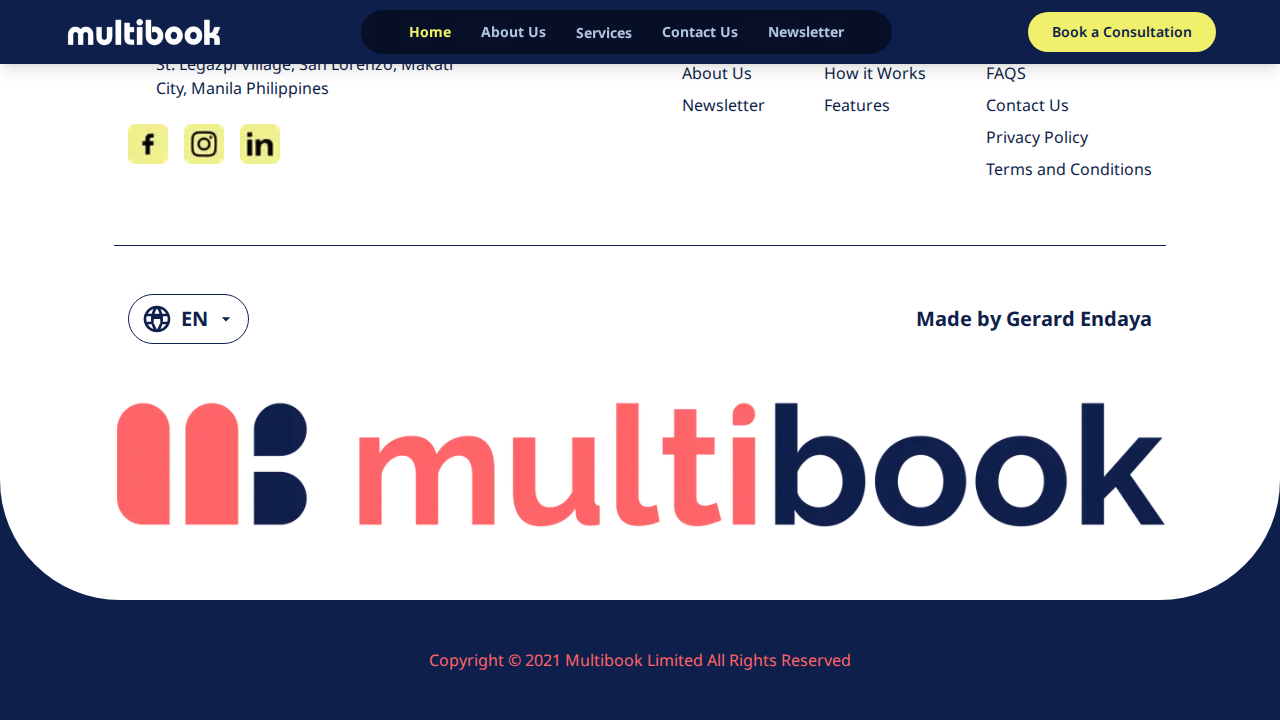 multibook
Home
About Us
Services
Contact Us
Newsletter
Book a Consultation
St. Legazpi Village, San Lorenzo, Makati
City, Manila Philippines
About Us
Newsletter
How it Works
Features
FAQS
Contact Us
Privacy Policy
Terms and Conditions
EN
Made by Gerard Endaya
multibook
Copyright © 2021 Multibook Limited All Rights Reserved